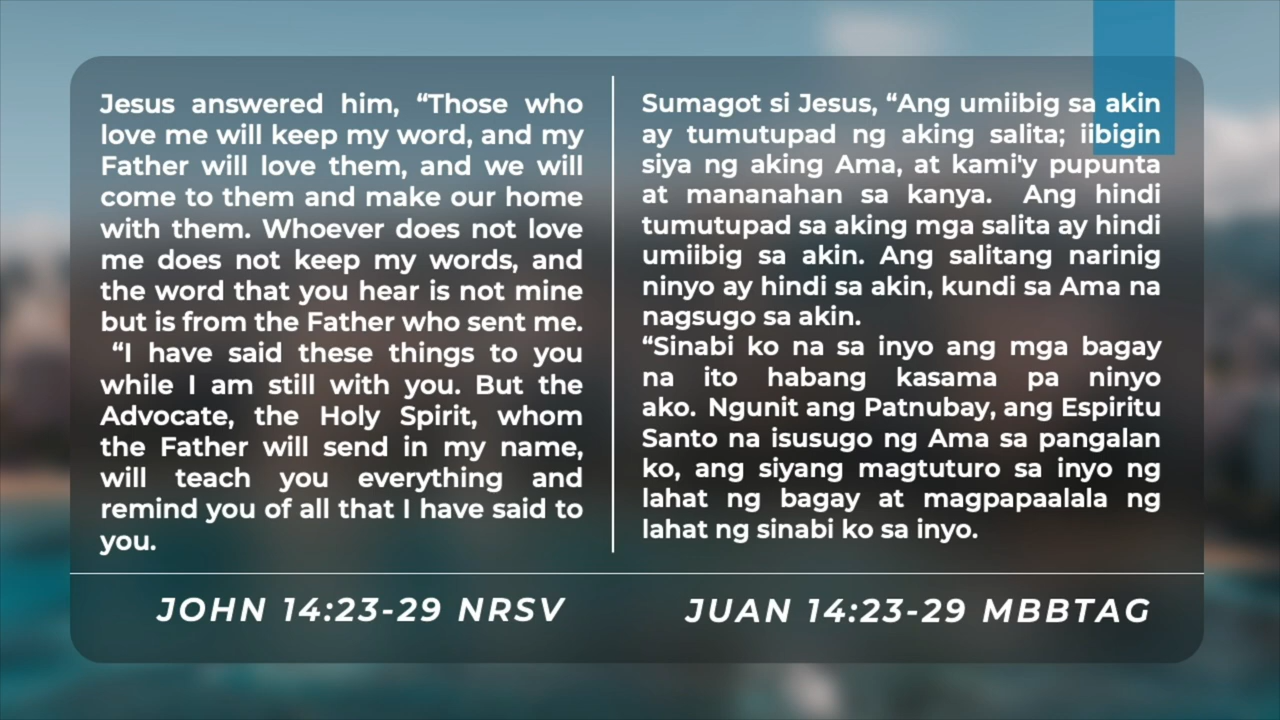 Jesus answered him, “Those who
love me will keep my word, and my
Father will love them, and we will
come to them and make our home
with them. Whoever does not love
me does not keep my words, and
the word that you hear is not mine
but is from the Father who sent me.
“I have said these things to you
while I am still with you. But the
Advocate, the Holy Spirit, whom
the Father will send in my name,
will teach you everything and
remind you of all that I have said to
you.
JOHN 14:23-29 NRSV
Sumagot si Jesus, “Ang umiibig sa akin
ay tumutupad ng aking salita; iibigin
siya ng aking Ama, at kami'y pupunta
at mananahan sa kanya. Ang hindi
tumutupad sa aking mga salita ay hindi
umiibig sa akin. Ang salitang narinig
ninyo ay hindi sa akin, kundi sa Ama na
nagsugo sa akin.
“Sinabi ko na sa inyo ang mga bagay
na ito habang kasama pa ninyo
ako. Ngunit ang Patnubay, ang Espiritu
Santo na isusugo ng Ama sa pangalan
ko, ang siyang magtuturo sa inyo ng
lahat ng bagay at magpapaalala ng
lahat ng sinabi ko sa inyo.
JUAN 14:23-29 MBBTAG